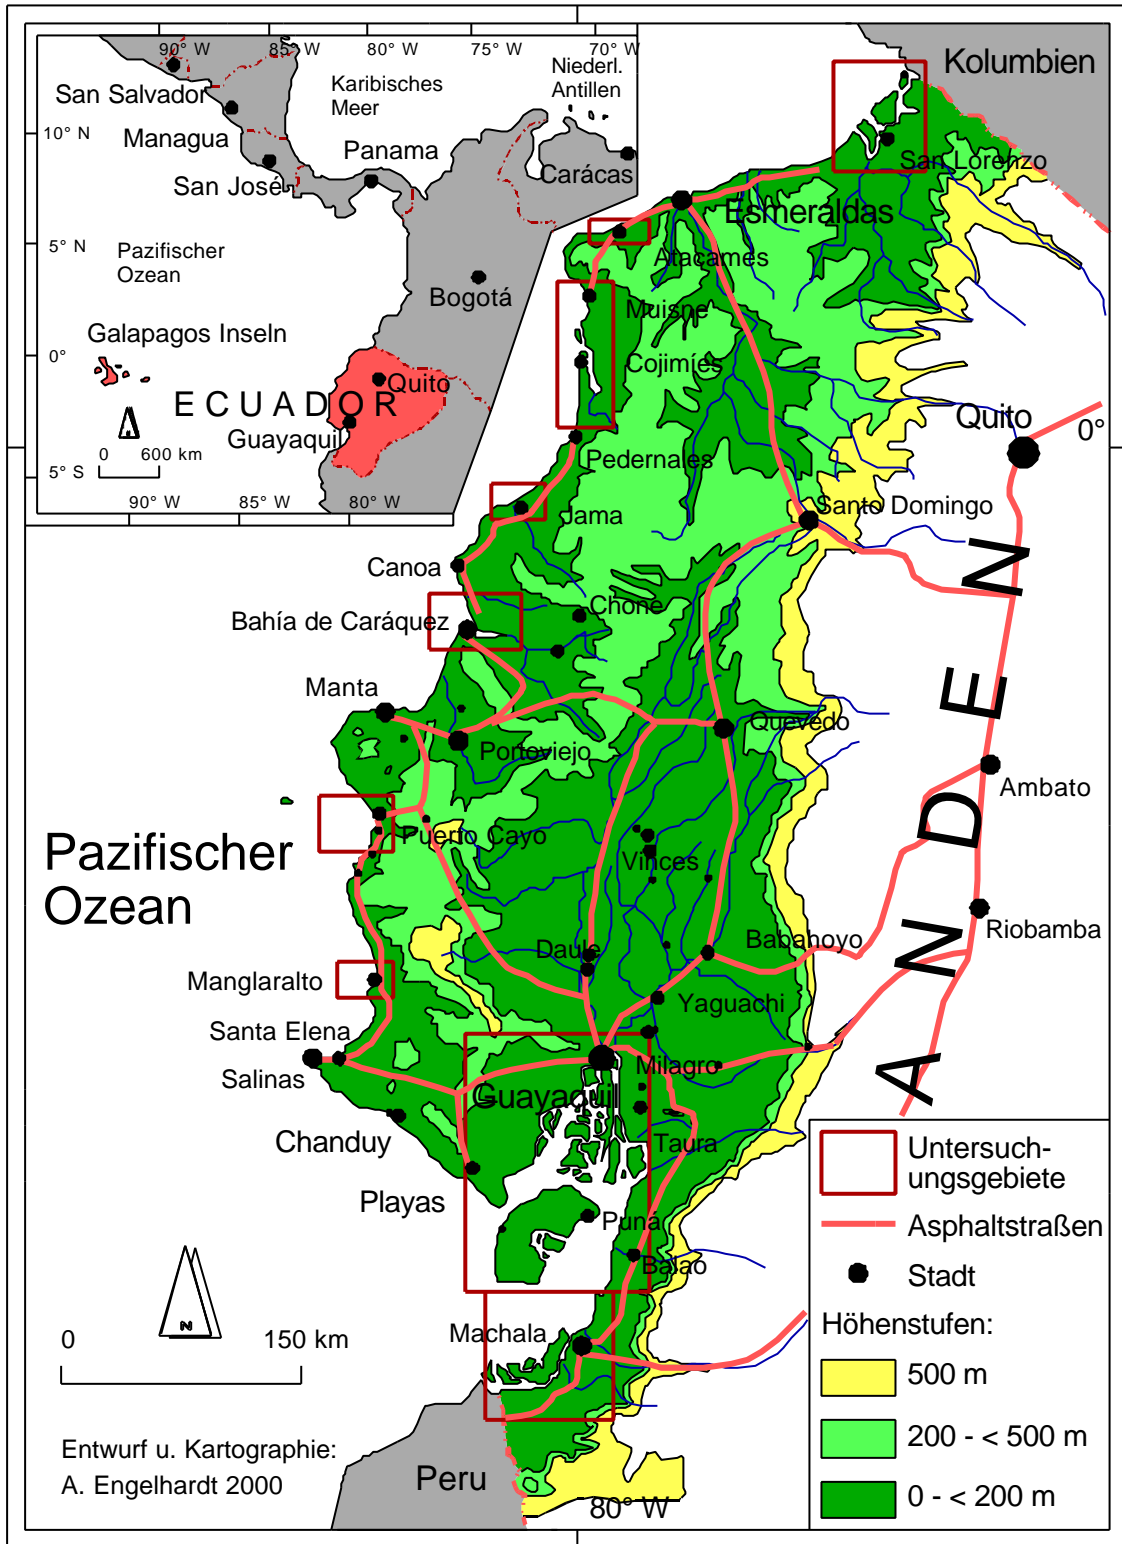 90° W
85° W
80° W
75° W
70° W
10° N
5° N
0°
5° S
90° W
85° W
80° W
San Salvador
Managua
San José
Karibisches
Meer
Panama
Niederl.
Antillen
Carácas
Pazifischer
Ozean
Bogotá
Galapagos Inseln
Quito
ECUADOR
Guayaquil
0 600 km
Kolumbien
San Lorenzo
Esmeraldas
Atacames
Muisne
Cojimíes
Quito
0°
Pedernales
Santo Domingo
Jama
Canoa
Chone
Bahía de Caráquez
Manta
Quevedo
Portoviejo
Ambato
ANDEN
Puerto Cayo
Vinces
Pazifischer
Ozean
Riobamba
Daule
Babahoyo
Manglaralto
Yaguachi
Santa Elena
Salinas
Milagro
Guayaquil
Chanduy
Taura
Playas
Puná
Balao
Machala
N
0 150 km
Peru
80° W
Entwurf u. Kartographie:
A. Engelhardt 2000
Untersuch-
ungsgebiete
Asphaltstraßen
Stadt
Höhenstufen:
500 m
200 - < 500 m
0 - < 200 m